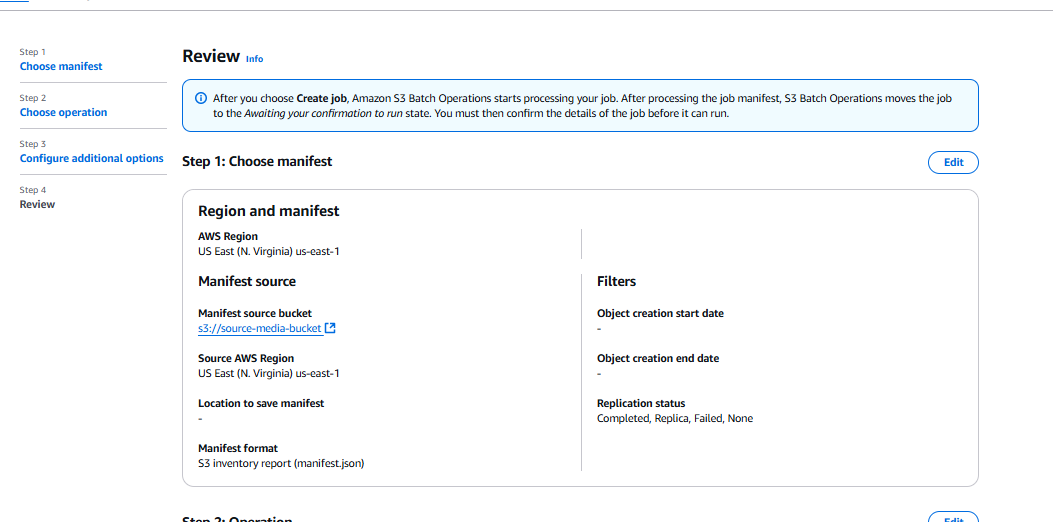 Step 1
Choose manifest
Step 2
Choose operation
Step 3
Configure additional options
Step 4
Review
Review Info
After you choose Create job, Amazon S3 Batch Operations starts processing your job. After processing the job manifest, S3 Batch Operations moves the job
to the Awaiting your confirmation to run state. You must then confirm the details of the job before it can run.
Step 1: Choose manifest
Edit
Region and manifest
AWS Region
US East (N. Virginia) us-east-1
Manifest source
Manifest source bucket
s3://source-media-bucket
Source AWS Region
US East (N. Virginia) us-east-1
Location to save manifest
-
Manifest format
S3 inventory report (manifest.json)
Filters
Object creation start date
-
Object creation end date
-
Replication status
Completed, Replica, Failed, None
Step 2: Operation
Edit